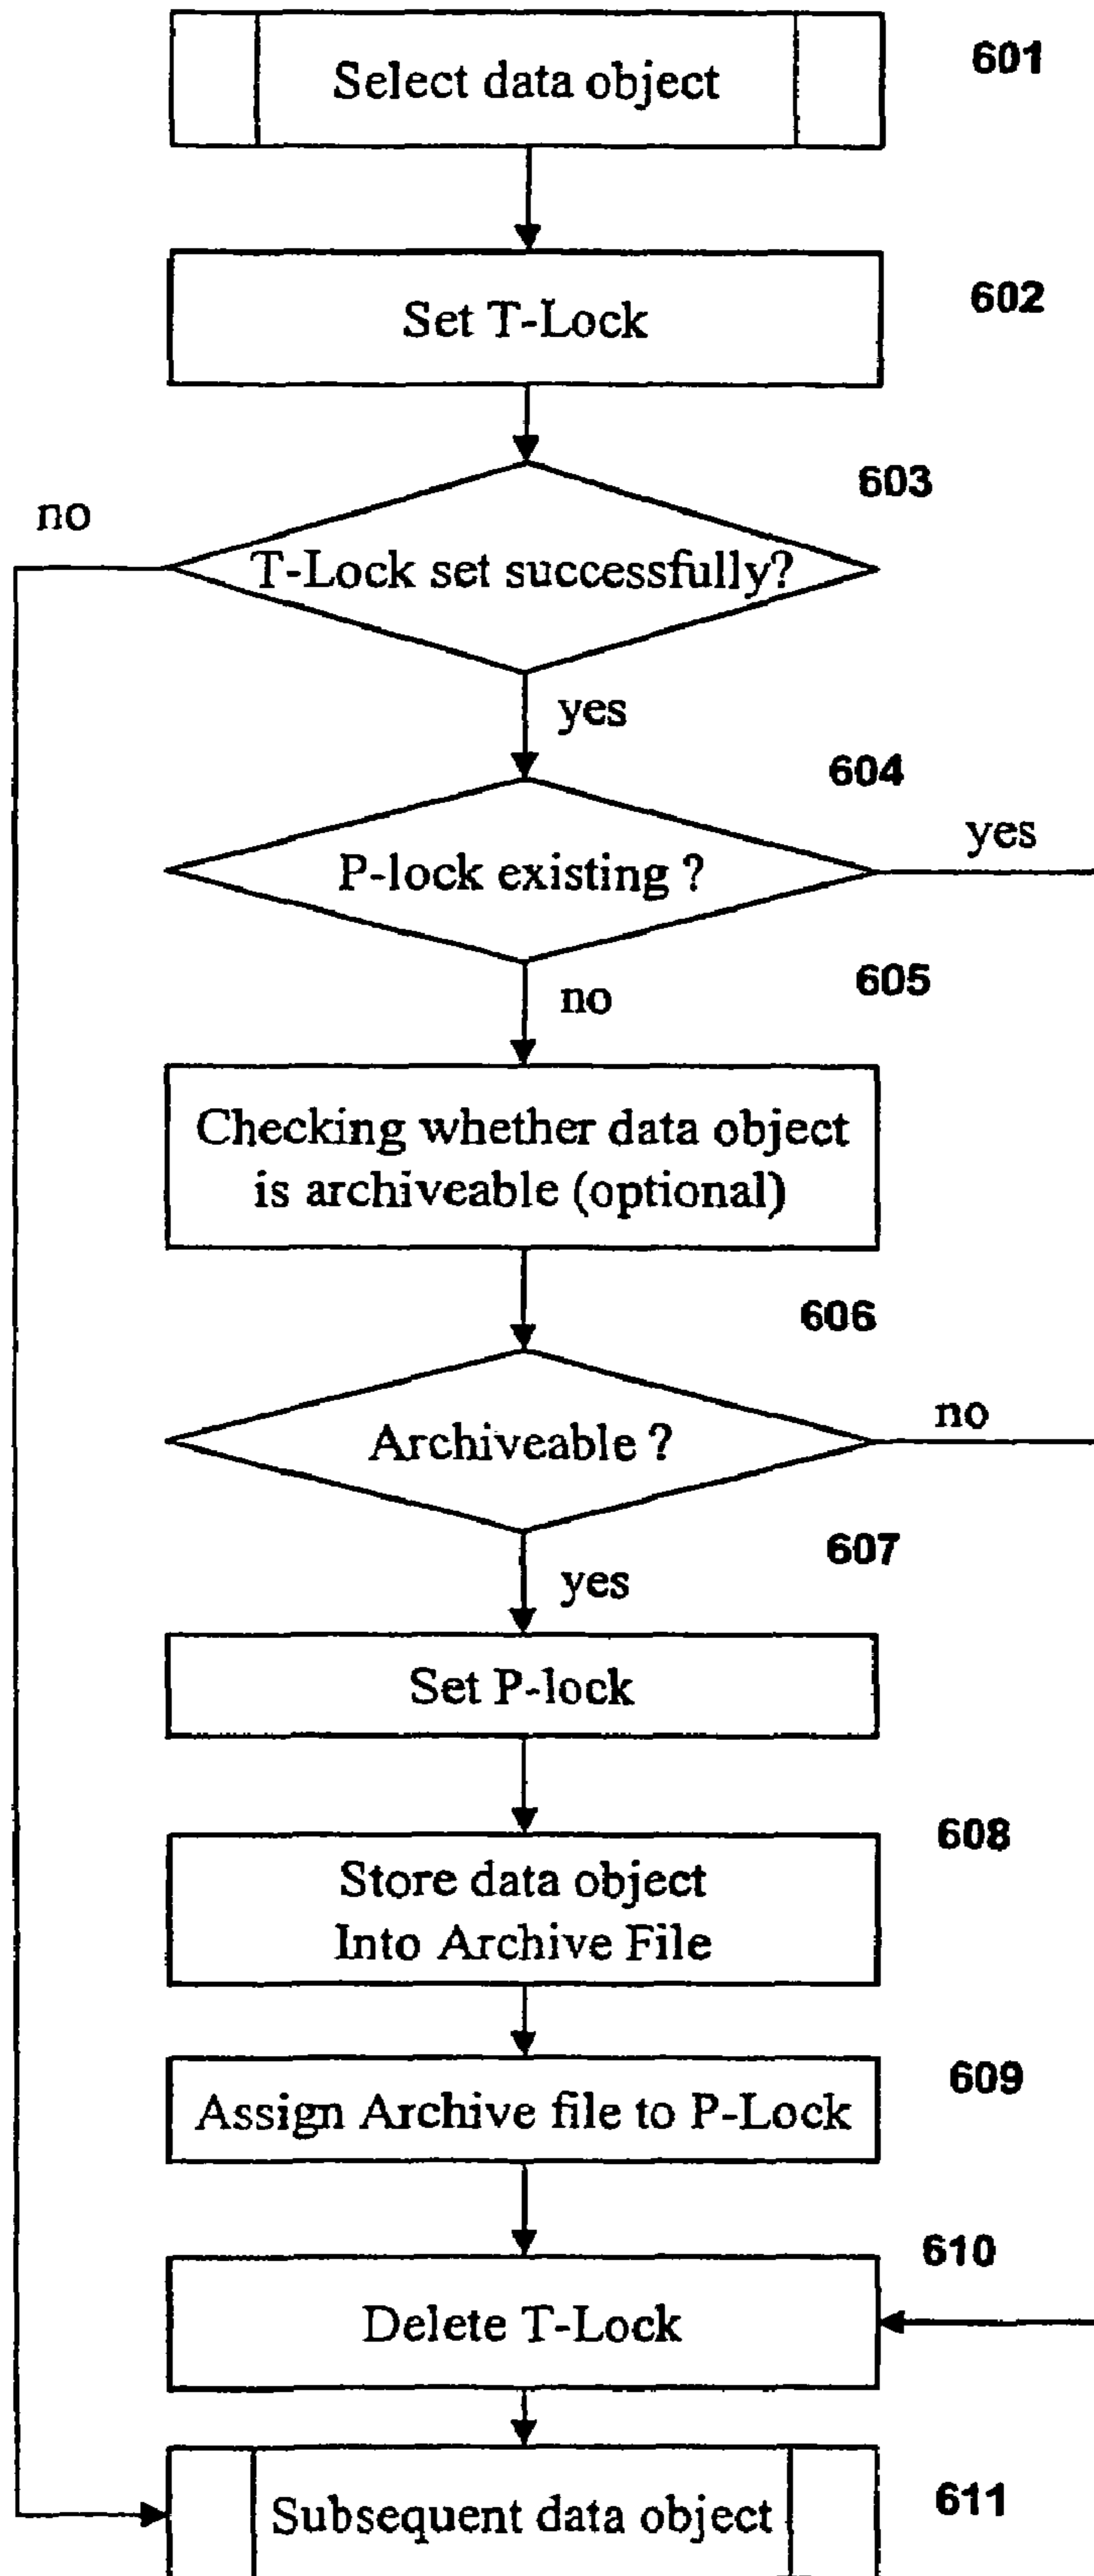 Select data object
601
Set T-Lock
602
603
no
T-Lock set successfully?
yes
604
yes
P-lock existing ?
605
no
Checking whether data object
is archiveable (optional)
606
no
Archiveable ?
607
yes
Set P-lock
608
Store data object
Into Archive File
609
Assign Archive file to P-Lock
610
Delete T-Lock
611
Subsequent data object